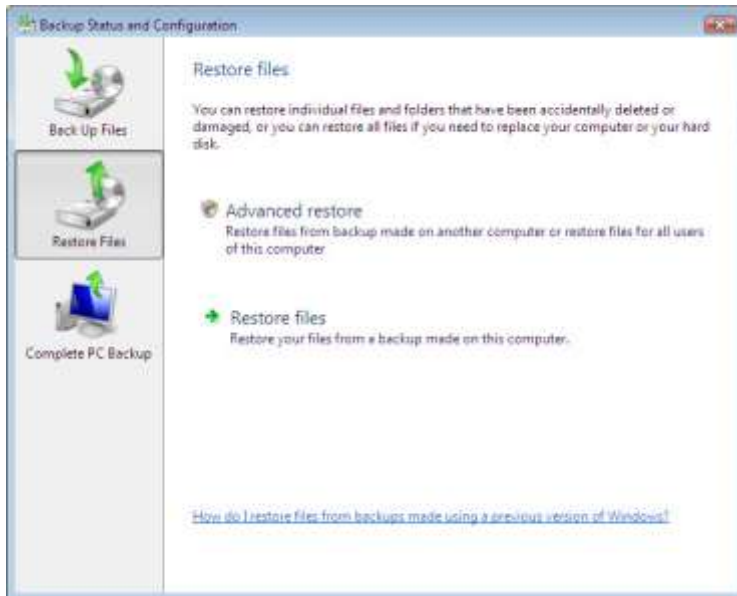 Backup Status and Configuration
Back Up Files
Restore Files
Complete PC Backup
Restore files
You can restore individual files and folders that have been accidentally deleted or
damaged, or you can restore all files if you need to replace your computer or your hard
disk.
Advanced restore
Restore files from backup made on another computer or restore files for all users
of this computer
Restore files
Restore your files from a backup made on this computer.
How do I restore files from backups made using a previous version of Windows?